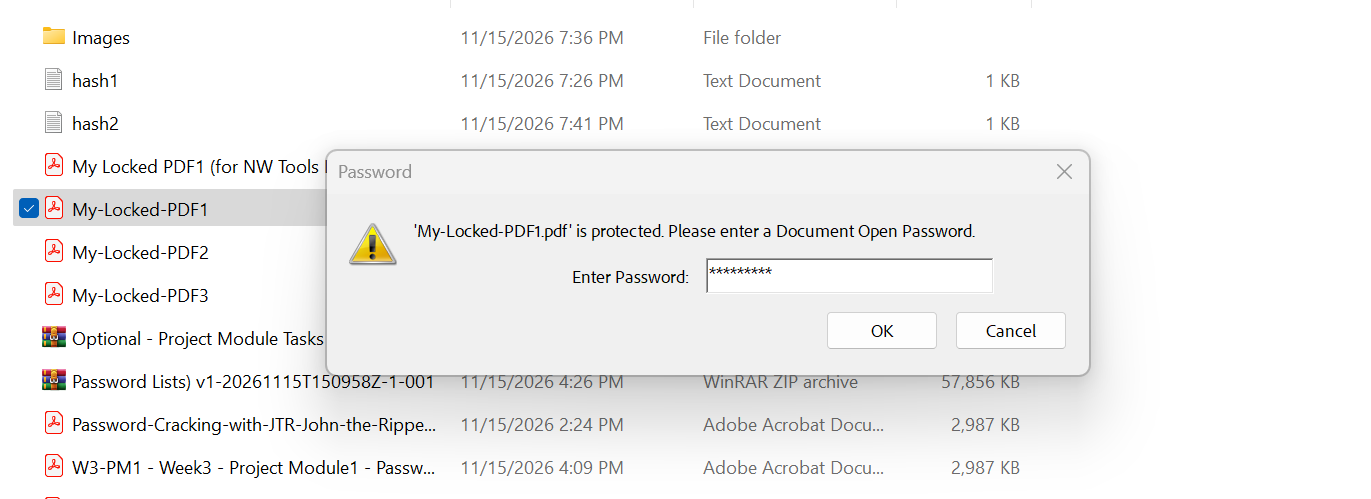 Images 11/15/2026 7:36 PM File folder
hash1 11/15/2026 7:26 PM Text Document 1 KB
hash2 11/15/2026 7:41 PM Text Document 1 KB
My Locked PDF1 (for NW Tools
Password
My-Locked-PDF1
'My-Locked-PDF1.pdf' is protected. Please enter a Document Open Password.
My-Locked-PDF2
Enter Password: *********
My-Locked-PDF3
OK Cancel
Optional - Project Module Tasks
Password Lists) v1-20261115T150958Z-1-001 11/15/2026 4:26 PM WinRAR ZIP archive 57,856 KB
Password-Cracking-with-JTR-John-the-Rippe... 11/15/2026 2:24 PM Adobe Acrobat Docu... 2,987 KB
W3-PM1 - Week3 - Project Module1 - Passw... 11/15/2026 4:09 PM Adobe Acrobat Docu... 2,987 KB